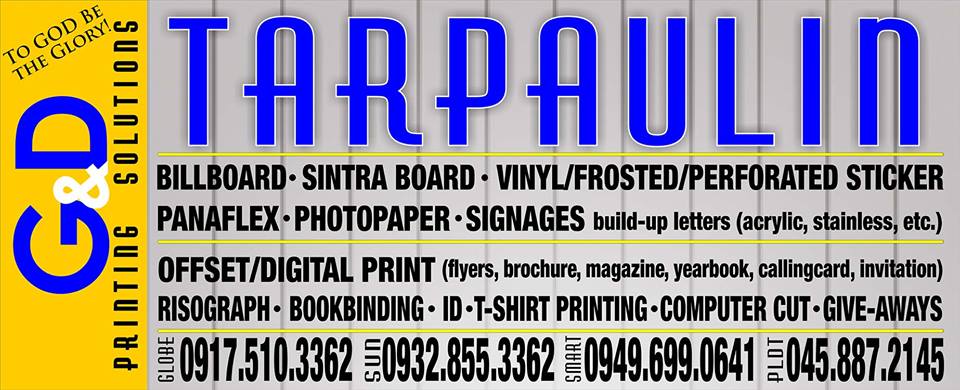 TO GOD BE
THE GLORY!
G&D
PRINTING SOLUTIONS
TARPAULIN
BILLBOARD • SINTRA BOARD • VINYL/FROSTED/PERFORATED STICKER
PANAFLEX • PHOTOPAPER • SIGNAGES build-up letters (acrylic, stainless, etc.)
OFFSET/DIGITAL PRINT (flyers, brochure, magazine, yearbook, callingcard, invitation)
RISOGRAPH • BOOKBINDING • ID • T-SHIRT PRINTING • COMPUTER CUT • GIVE-AWAYS
GLOBE 0917.510.3362 SUN 0932.855.3362 SMART 0949.699.0641 PLDT 045.887.2145